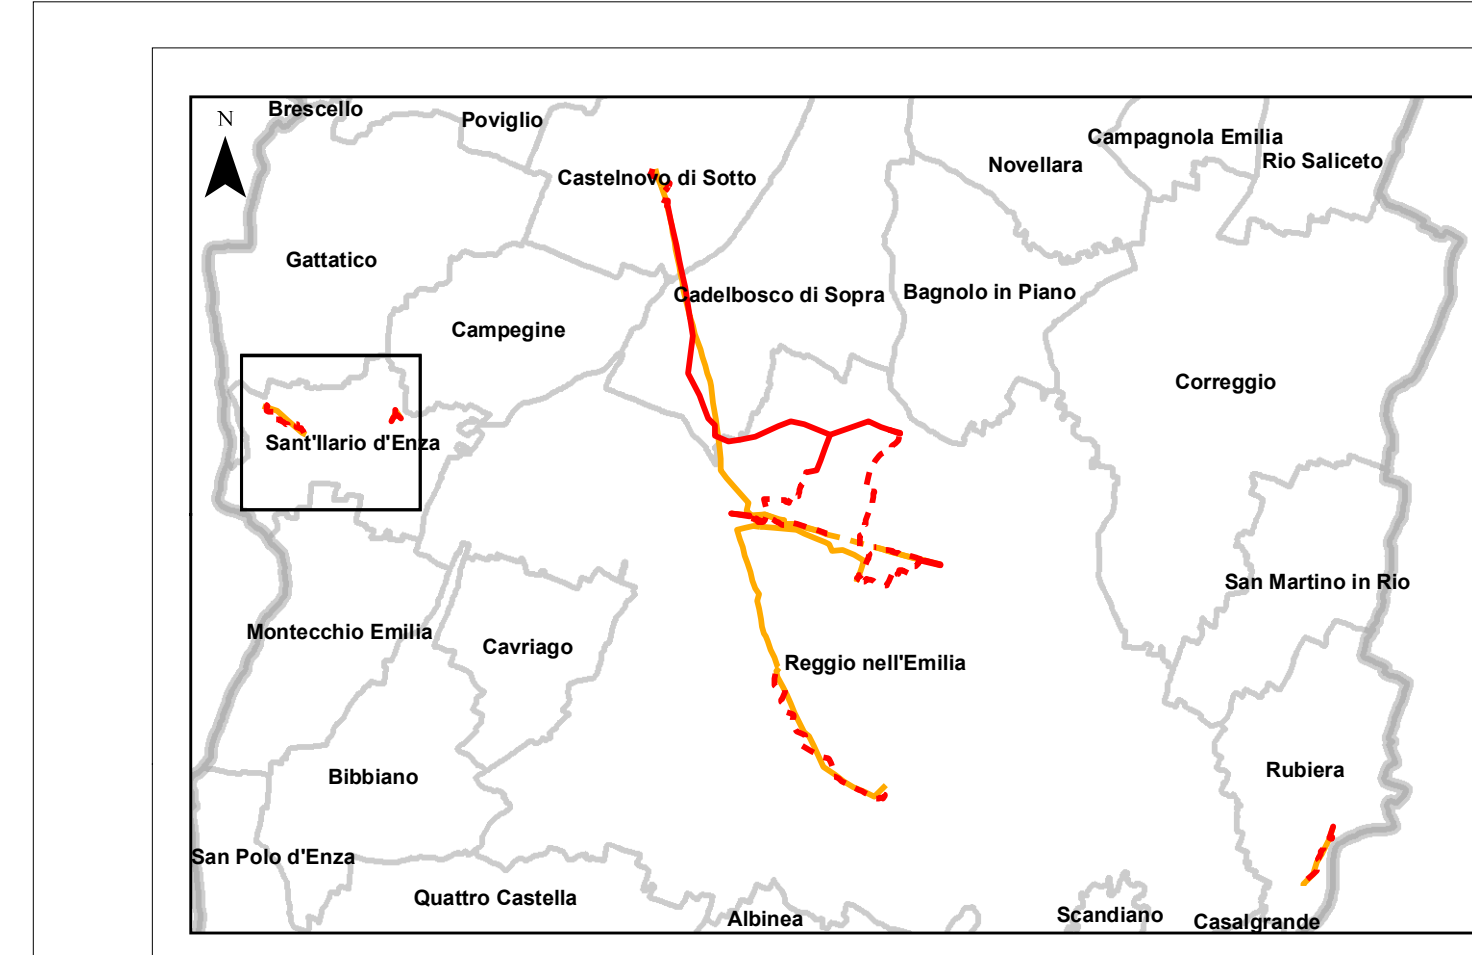 Brescello
N
Poviglio
Campagnola Emilia
Rio Saliceto
Novellara
Castelnovo di Sotto
Gattatico
Cadelbosco di Sopra
Bagnolo in Piano
Campegine
Correggio
Sant'Ilario d'Enza
San Martino in Rio
Montecchio Emilia
Cavriago
Reggio nell'Emilia
Rubiera
Bibbiano
San Polo d'Enza
Quattro Castella
Albinea
Scandiano
Casalgrande